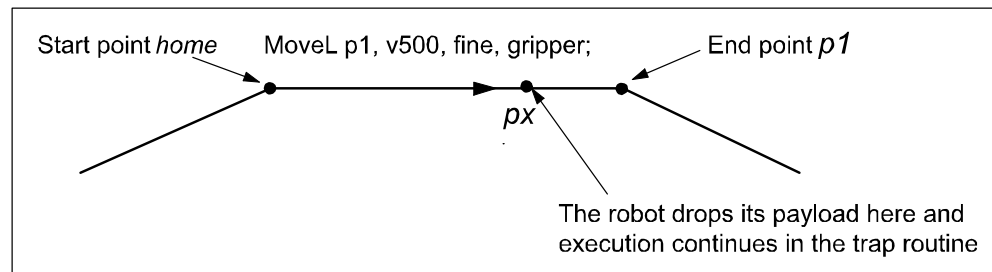 Start point home
MoveL p1, v500, fine, gripper;
End point p1
px
The robot drops its payload here and
execution continues in the trap routine